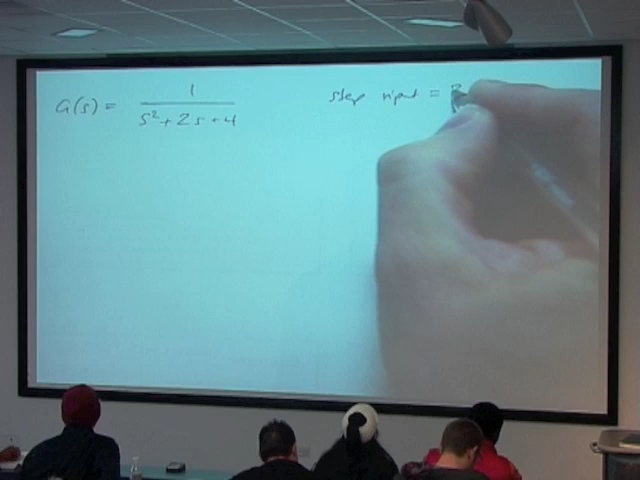 G(s) = 1 / s² + 2s + 4
step input =